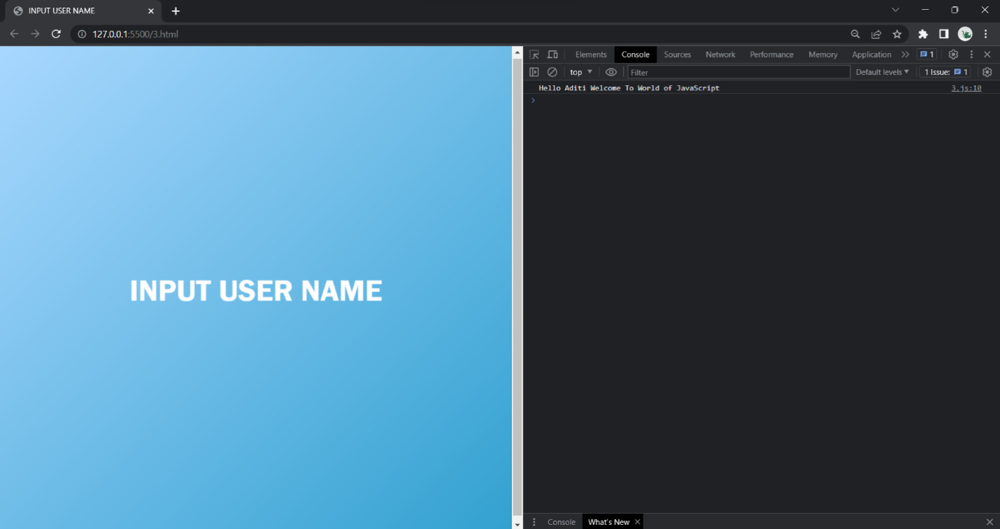 INPUT USER NAME
127.0.0.1:5500/3.html
INPUT USER NAME
Elements Console Sources Network Performance Memory Application 1
top Filter Default levels 1 Issue: 1
Hello Aditi Welcome To World of JavaScript 3.js:10
Console What's New